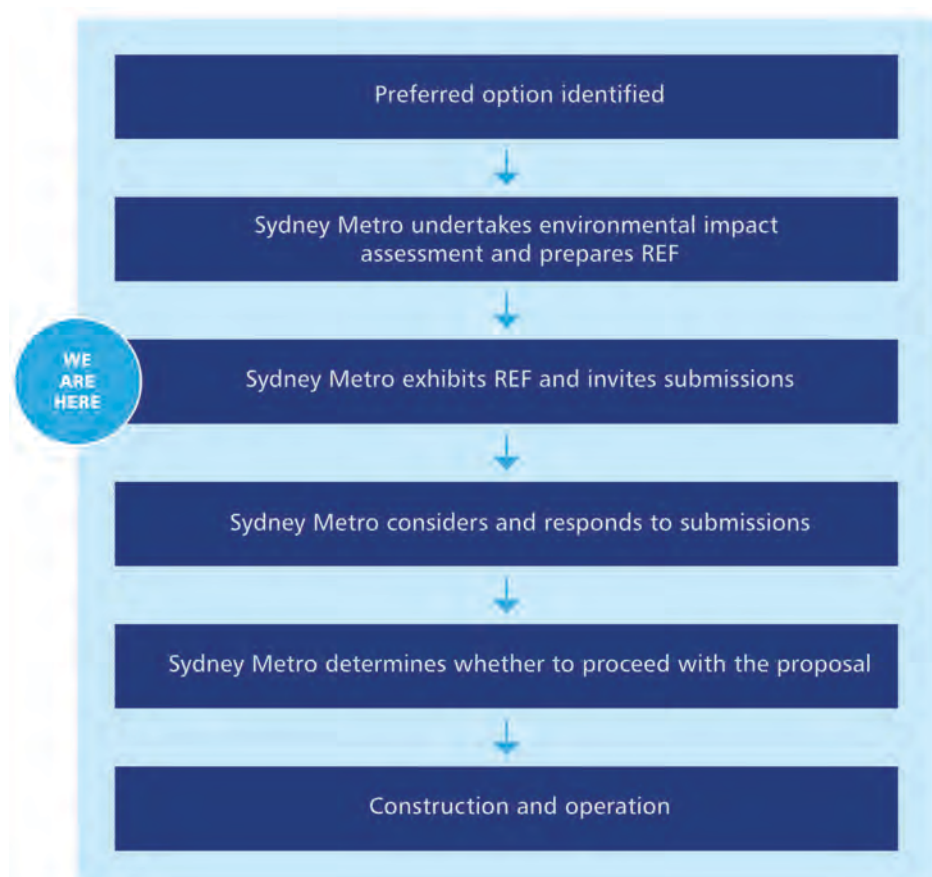 Preferred option identified
Sydney Metro undertakes environmental impact
assessment and prepares REF
WE
ARE
HERE
Sydney Metro exhibits REF and invites submissions
Sydney Metro considers and responds to submissions
Sydney Metro determines whether to proceed with the proposal
Construction and operation